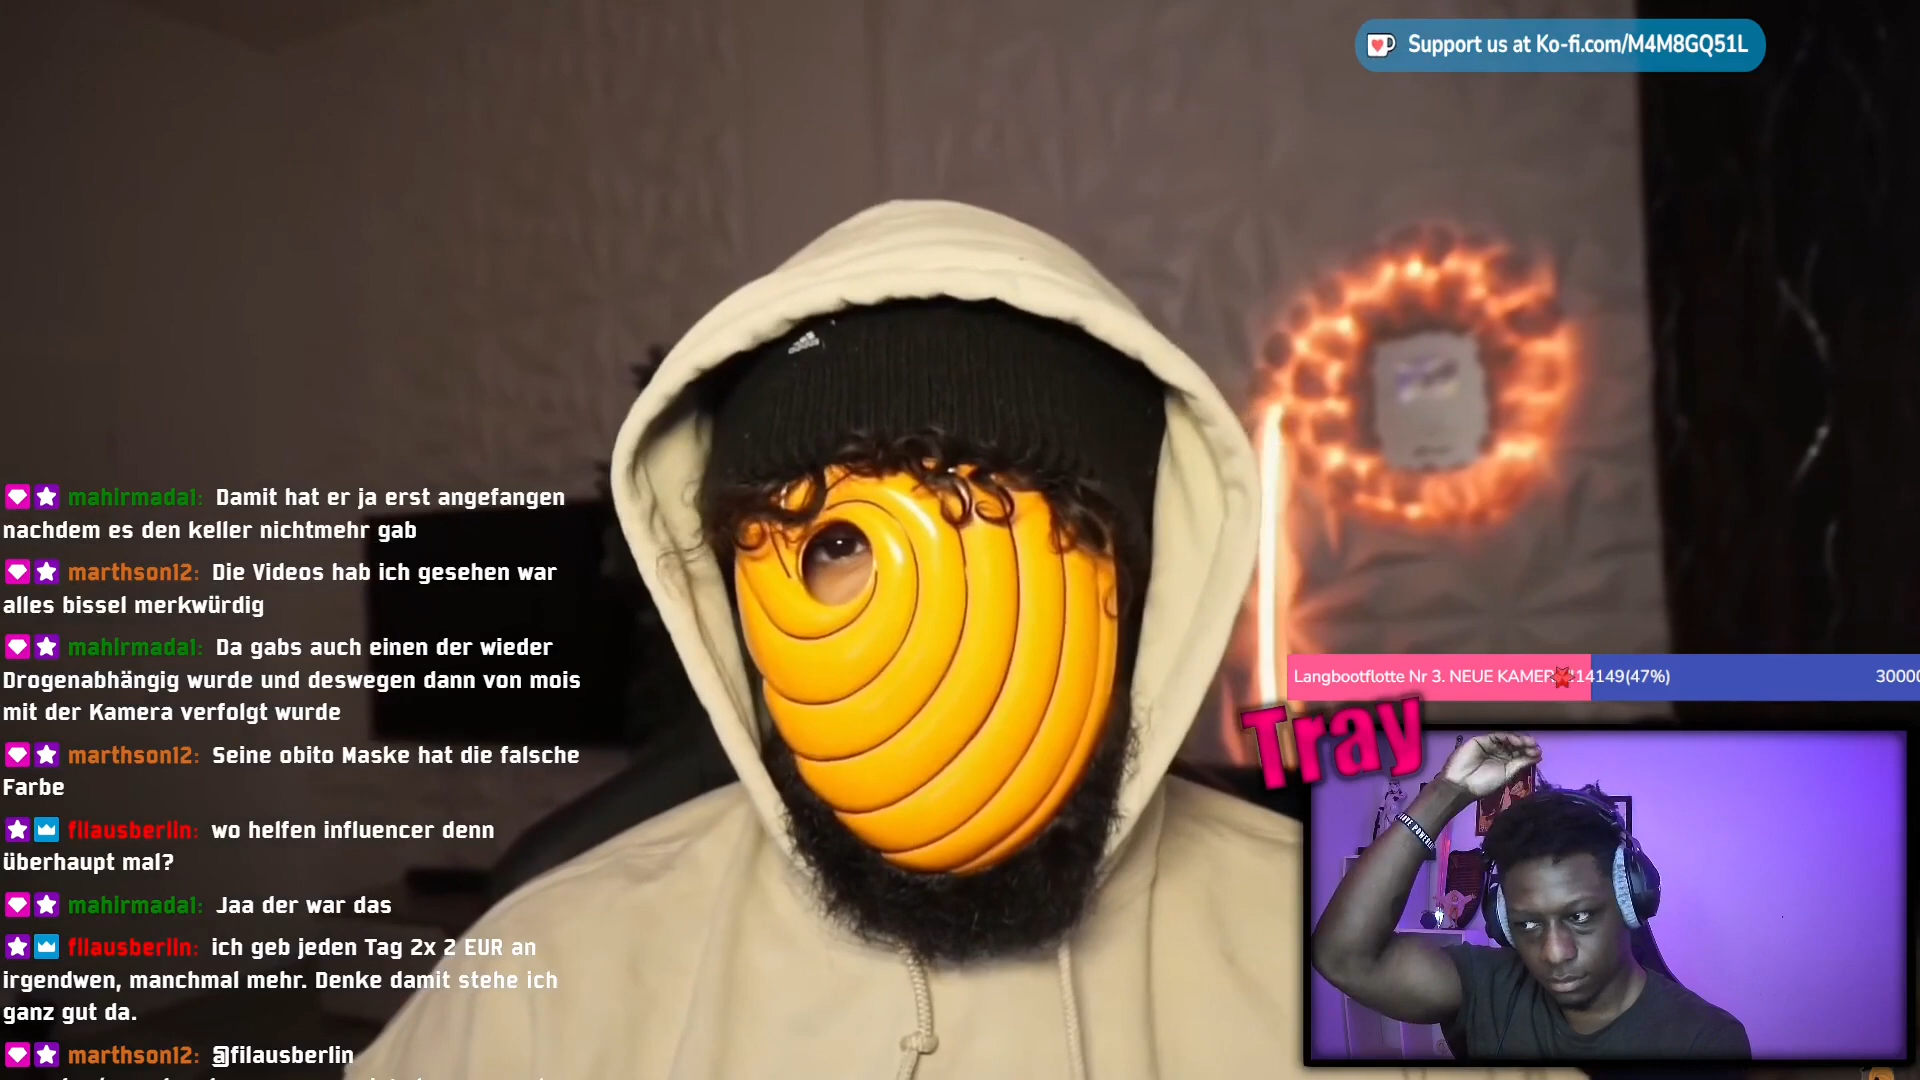 Support us at Ko-fi.com/M4M8GQ51L
mahirmada1: Damit hat er ja erst angefangen
nachdem es den keller nichtmehr gab
marthson12: Die Videos hab ich gesehen war
alles bissel merkwürdig
mahirmada1: Da gabs auch einen der wieder
Drogenabhängig wurde und deswegen dann von mois
mit der Kamera verfolgt wurde
marthson12: Seine obito Maske hat die falsche
Farbe
filausberlin: wo helfen influencer denn
überhaupt mal?
mahirmada1: Jaa der war das
filausberlin: ich geb jeden Tag 2x 2 EUR an
irgendwen, manchmal mehr. Denke damit stehe ich
ganz gut da.
marthson12: @filausberlin
Langbootflotte Nr 3. NEUE 14149(47%) 3000
Tray